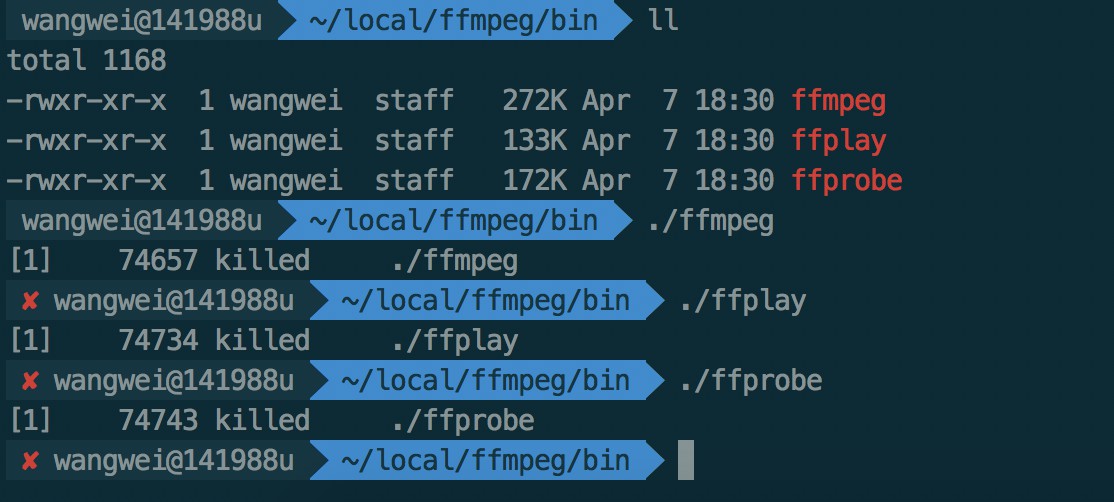 wangwei@141988u ~/local/ffmpeg/bin ll
total 1168
-rwxr-xr-x 1 wangwei staff 272K Apr 7 18:30 ffmpeg
-rwxr-xr-x 1 wangwei staff 133K Apr 7 18:30 ffplay
-rwxr-xr-x 1 wangwei staff 172K Apr 7 18:30 ffprobe
wangwei@141988u ~/local/ffmpeg/bin ./ffmpeg
[1] 74657 killed ./ffmpeg
✘ wangwei@141988u ~/local/ffmpeg/bin ./ffplay
[1] 74734 killed ./ffplay
✘ wangwei@141988u ~/local/ffmpeg/bin ./ffprobe
[1] 74743 killed ./ffprobe
✘ wangwei@141988u ~/local/ffmpeg/bin